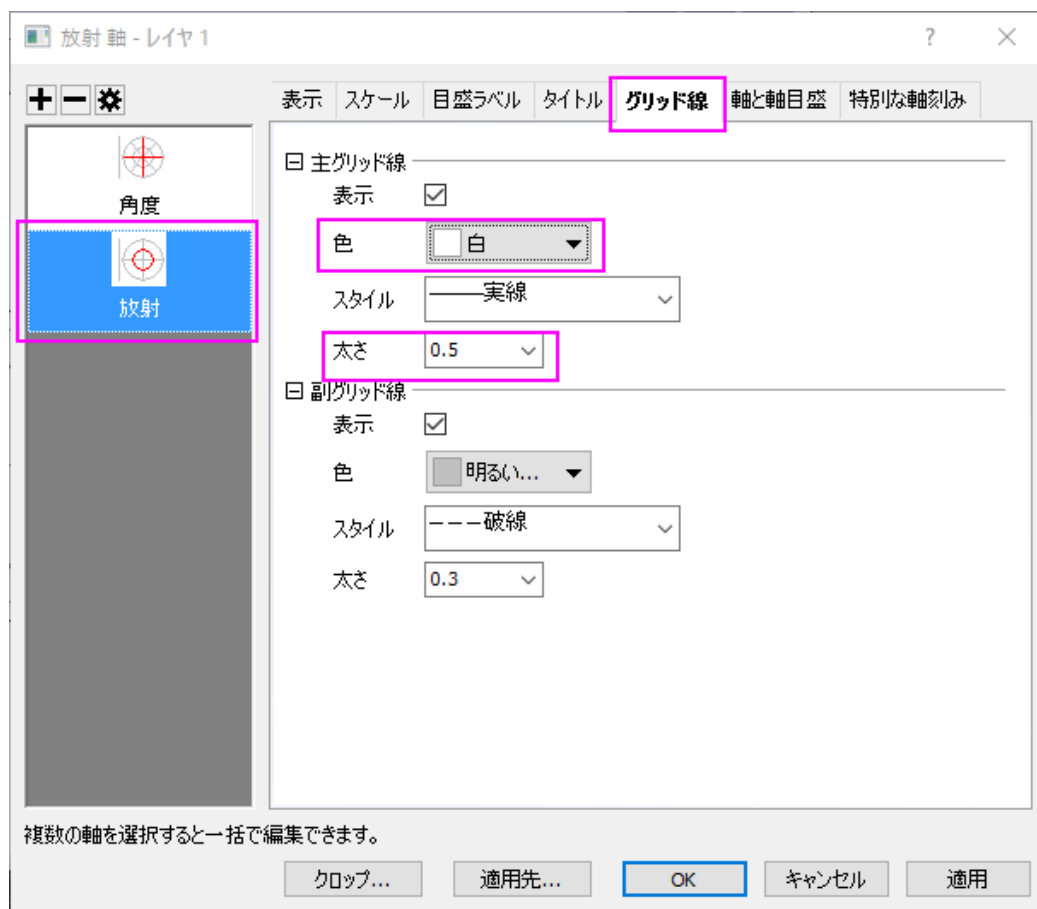 放射 軸 - レイヤ 1
表示 スケール 目盛ラベル タイトル グリッド線 軸と軸目盛 特別な軸刻み
角度
放射
主グリッド線
表示
色 白
スタイル 実線
太さ 0.5
副グリッド線
表示
色 明るい...
スタイル 破線
太さ 0.3
複数の軸を選択すると一括で編集できます。
クロップ... 適用先... OK キャンセル 適用